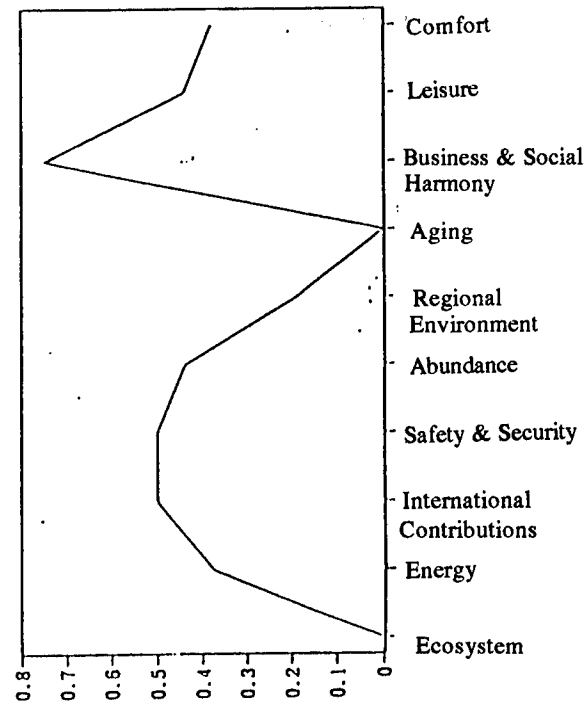 Comfort
Leisure
Business & Social
Harmony
Aging
Regional
Environment
Abundance
Safety & Security
International
Contributions
Energy
Ecosystem
0.8
0.7
0.6
0.5
0.4
0.3
0.2
0.1
0